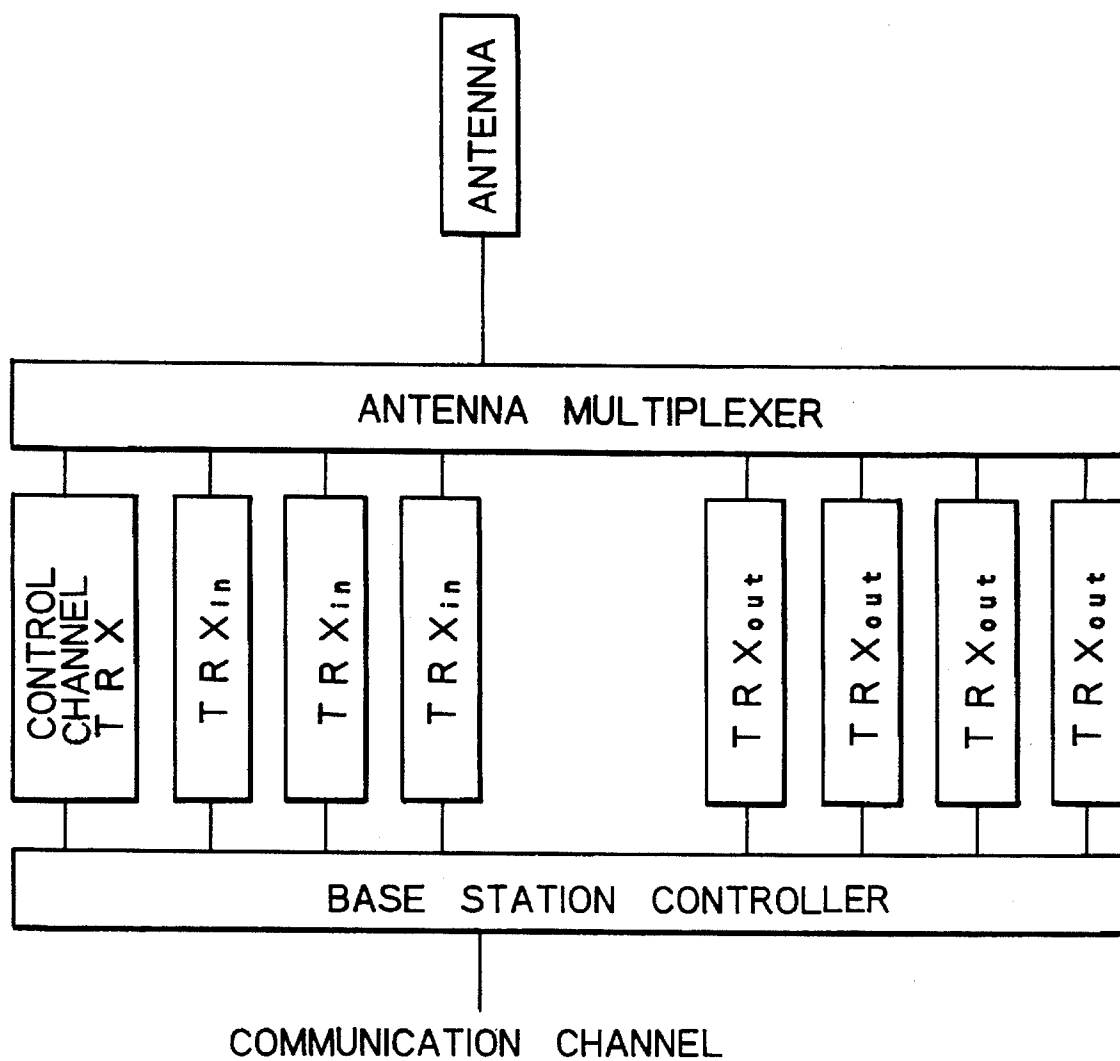 ANTENNA
ANTENNA MULTIPLEXER
CONTROL
CHANNEL
TRX
TRXin
TRXin
TRXin
TRXout
TRXout
TRXout
TRXout
BASE STATION CONTROLLER
COMMUNICATION CHANNEL